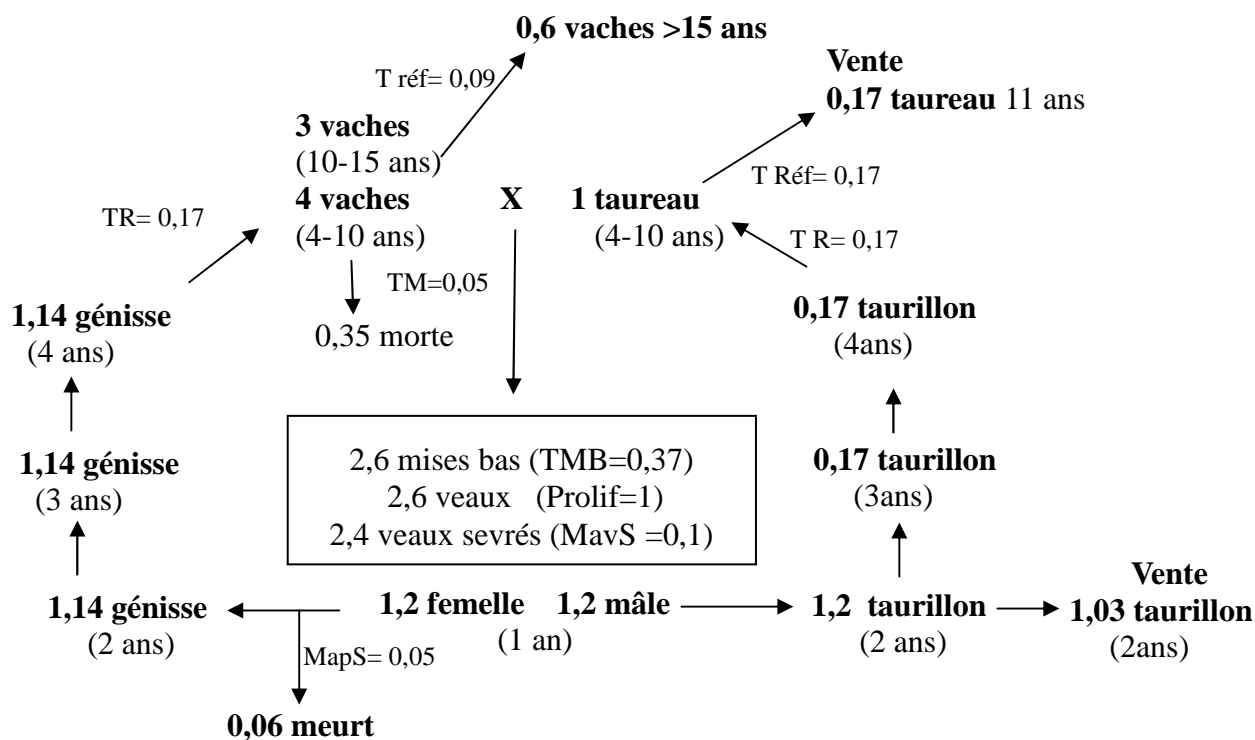 0,6 vaches >15 ans
T réf= 0,09
Vente
0,17 taureau 11 ans
3 vaches
(10-15 ans)
4 vaches
(4-10 ans)
X
1 taureau
(4-10 ans)
T Réf= 0,17
TR= 0,17
T R= 0,17
TM=0,05
0,35 morte
1,14 génisse
(4 ans)
0,17 taurillon
(4ans)
2,6 mises bas (TMB=0,37)
2,6 veaux (Prolif=1)
2,4 veaux sevrés (MavS =0,1)
1,14 génisse
(3 ans)
0,17 taurillon
(3ans)
1,14 génisse
(2 ans)
1,2 femelle 1,2 mâle
(1 an)
1,2 taurillon
(2 ans)
Vente
1,03 taurillon
(2ans)
MapS= 0,05
0,06 meurt